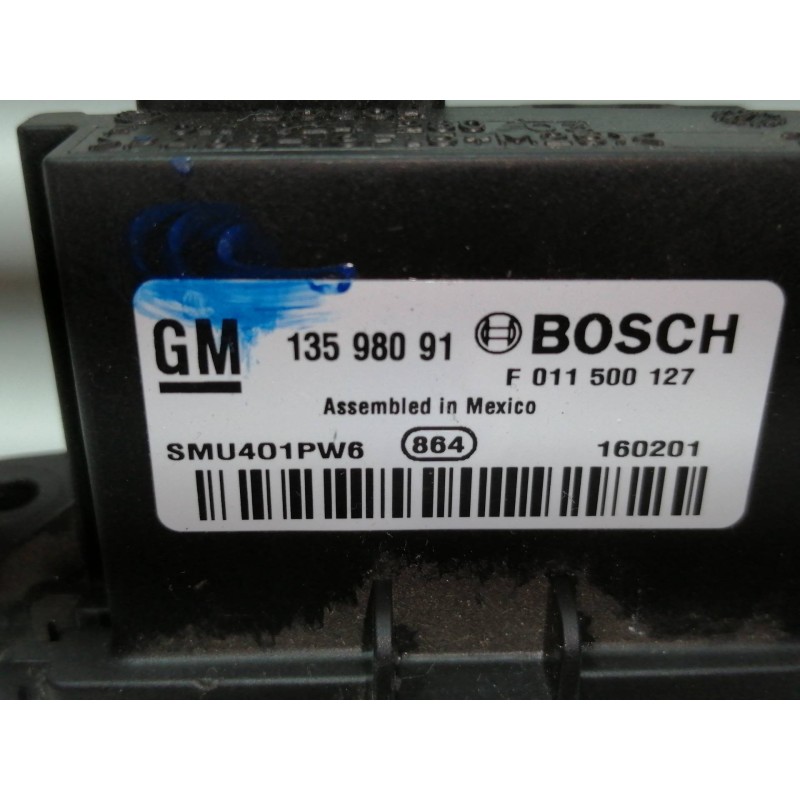 GM 135 980 91 BOSCH
F 011 500 127
Assembled in Mexico
SMU401PW6 864 160201